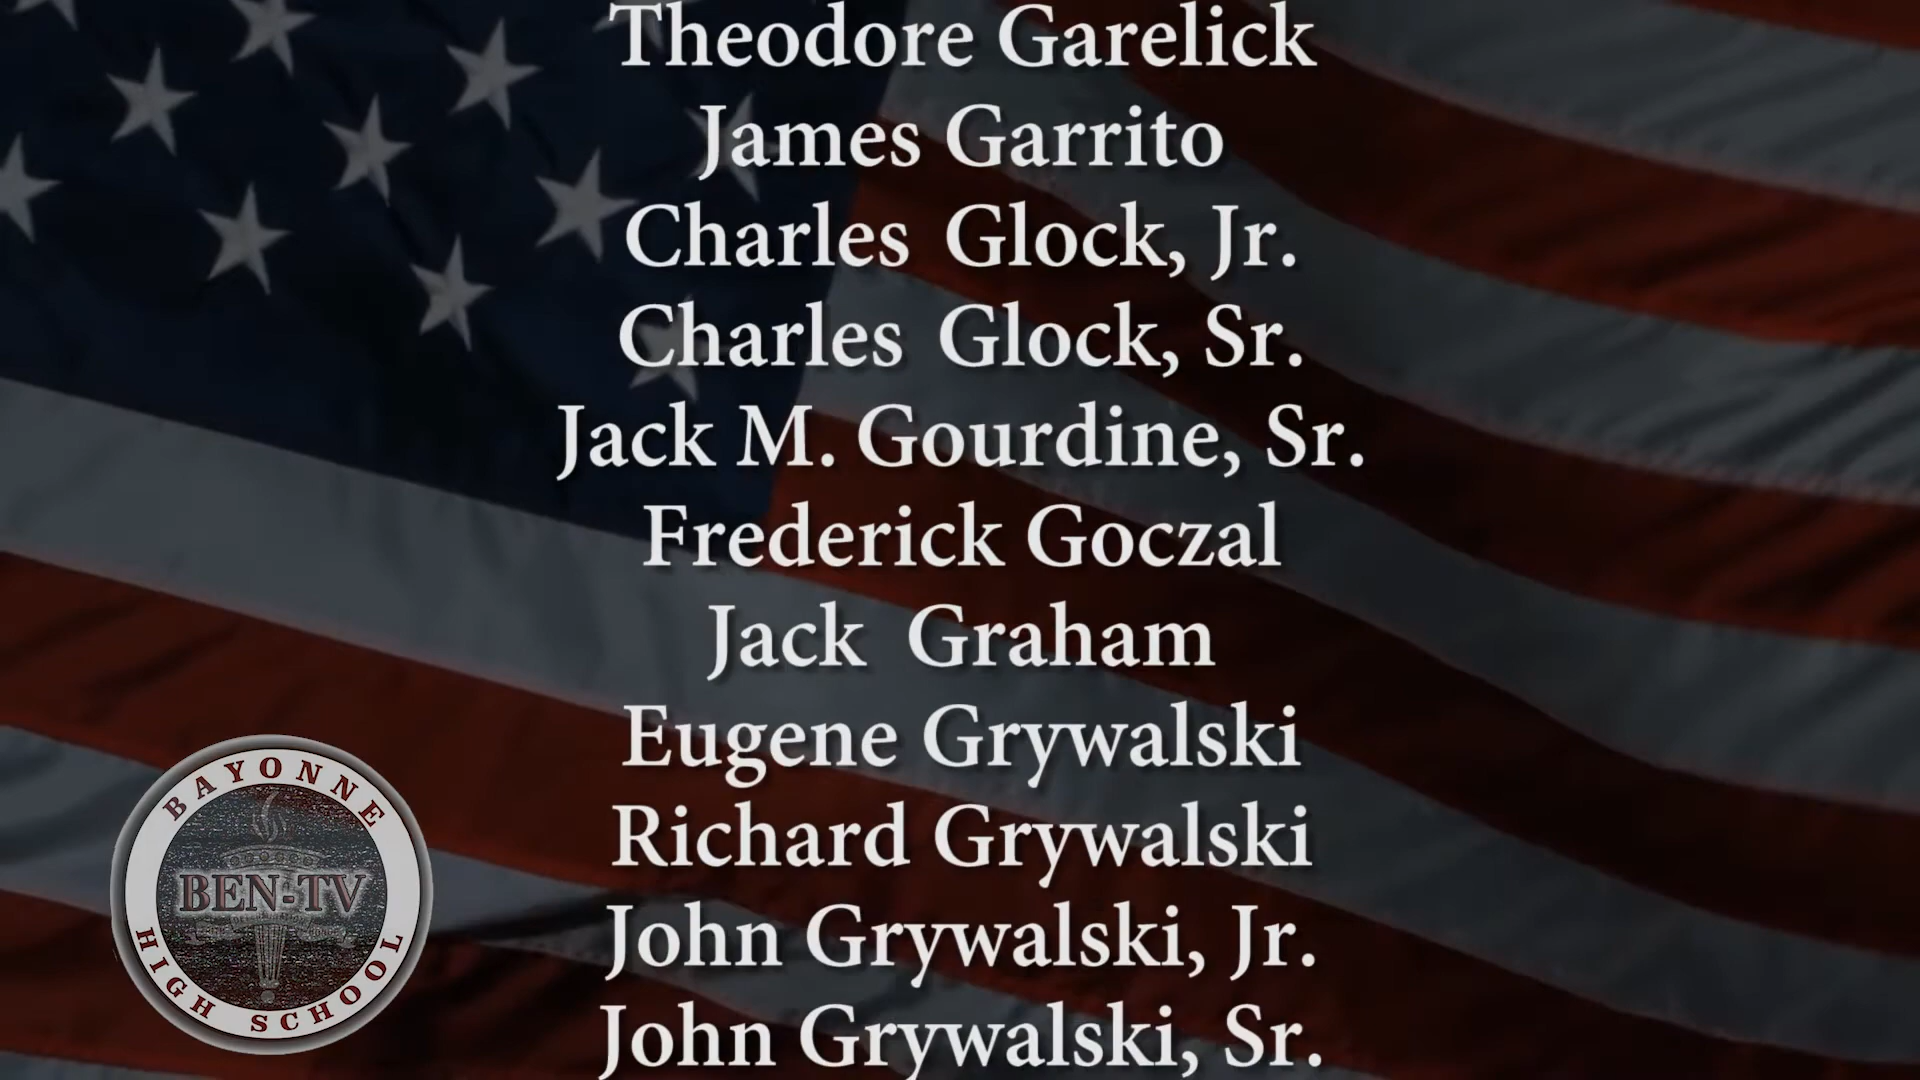 Theodore Garelick
James Garrito
Charles Glock, Jr.
Charles Glock, Sr.
Jack M. Gourdine, Sr.
Frederick Goczal
Jack Graham
Eugene Grywalski
Richard Grywalski
John Grywalski, Jr.
John Grywalski, Sr.
BAYONNE
BEN-TV
HIGH SCHOOL